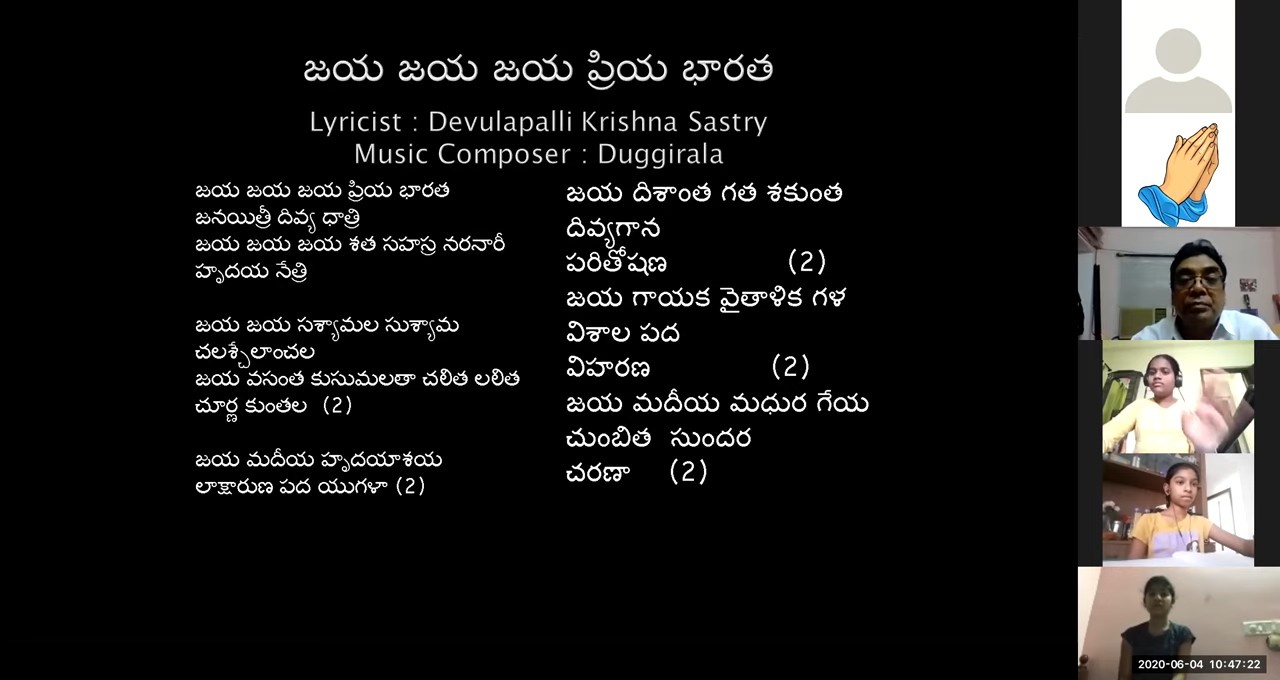 జయ జయ జయ ప్రియ భారత
Lyricist : Devulapalli Krishna Sastry
Music Composer : Duggirala
జయ జయ జయ ప్రియ భారత
జనయిత్రీ దివ్య ధాత్రి
జయ జయ జయ శత సహస్ర నరనారీ
హృదయ నేత్రి
జయ జయ సశ్యామల సుశ్యామ
చలశ్చేలాంచల
జయ వసంత కుసుమలతా చలిత లలిత
చూర్ణ కుంతల (2)
జయ మదీయ హృదయాశయ
లాక్షారుణ పద యుగళా (2)
జయ దిశాంత గత శకుంత
దివ్యగాన
పరితోషణ (2)
జయ గాయక వైతాళిక గళ
విశాల పద
విహరణ (2)
జయ మదీయ మధుర గేయ
చుంబిత సుందర
చరణా (2)
2020-06-04 10:47:22